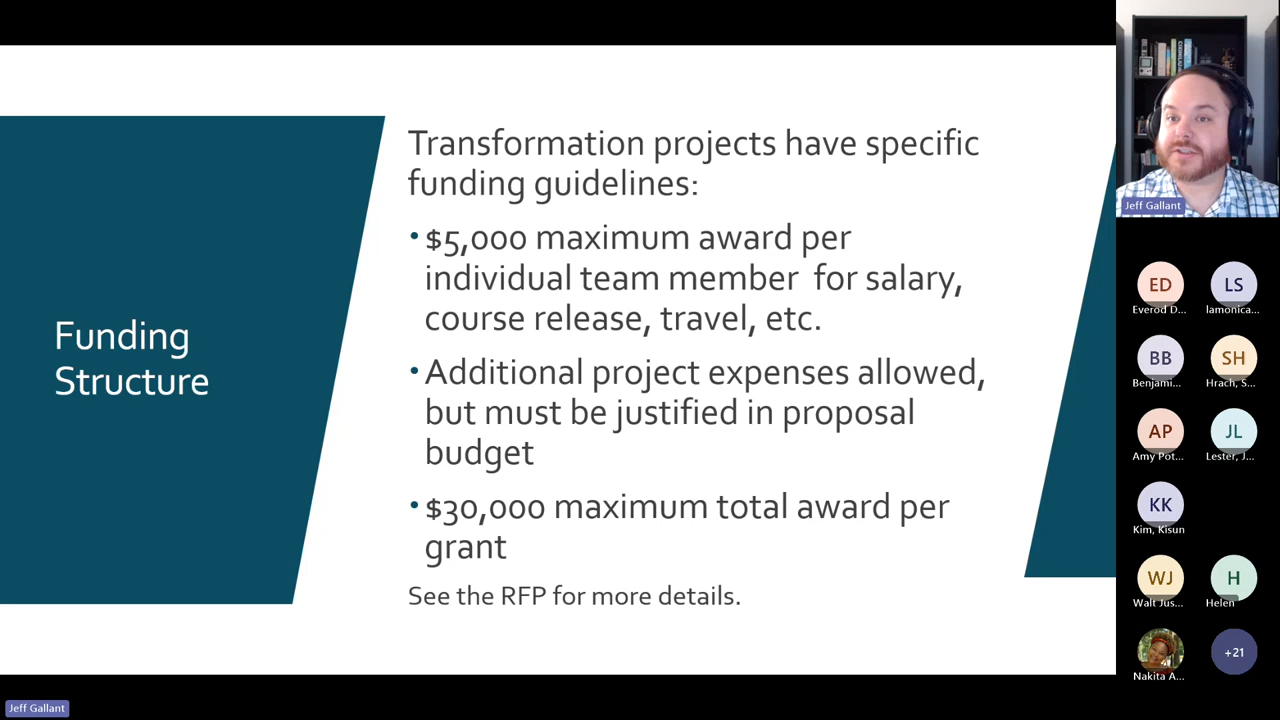 Funding
Structure
Transformation projects have specific
funding guidelines:
•$5,000 maximum award per
individual team member for salary,
course release, travel, etc.
•Additional project expenses allowed,
but must be justified in proposal
budget
•$30,000 maximum total award per
grant
See the RFP for more details.
Jeff Gallant
ED
Everod D...
LS
lamonica...
BB
Benjami...
SH
Hrach, S...
AP
Amy Pot...
JL
Lester, J...
KK
Kim, Kisun
WJ
Walt Jus...
H
Helen
Nakita A...
+21
Jeff Gallant